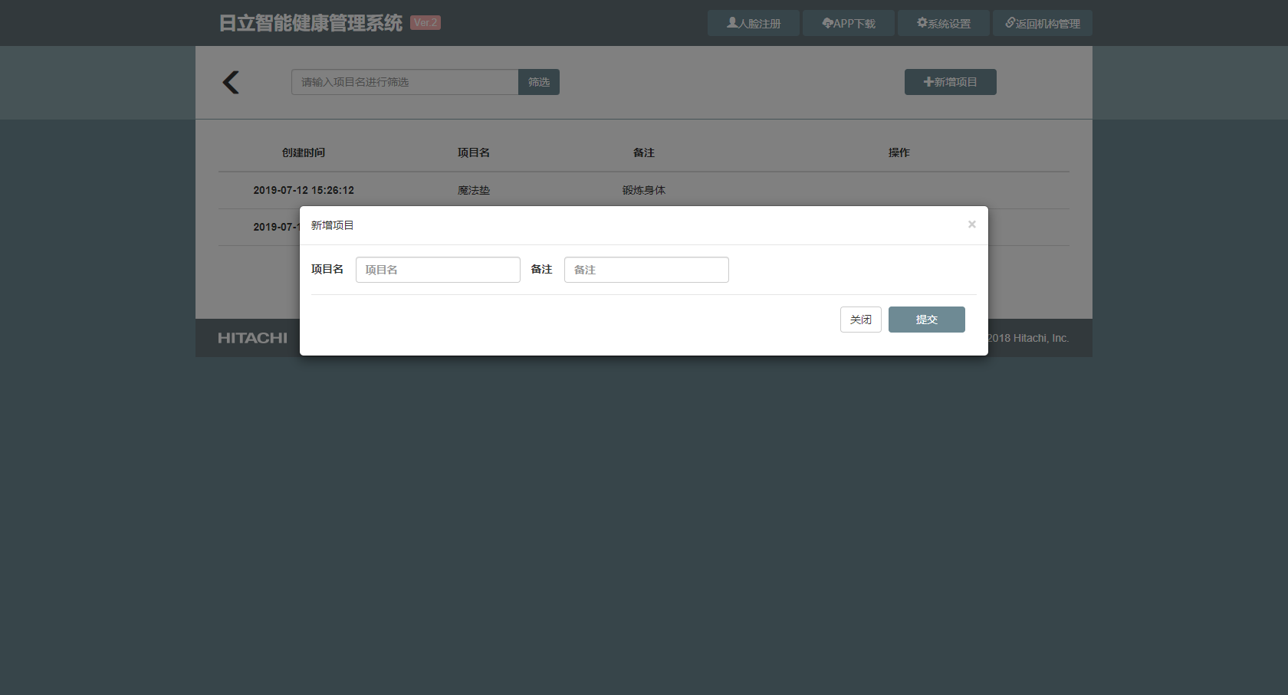 日立智能健康管理系统 Ver.2 人脸注册 APP下载 系统设置 返回机构管理
请输入项目名进行筛选 筛选 新增项目
创建时间 项目名 备注 操作
2019-07-12 15:26:12 魔法垫 锻炼身体
2019-07-1
新增项目 ×
项目名 项目名 备注 备注
关闭 提交
HITACHI 2018 Hitachi, Inc.